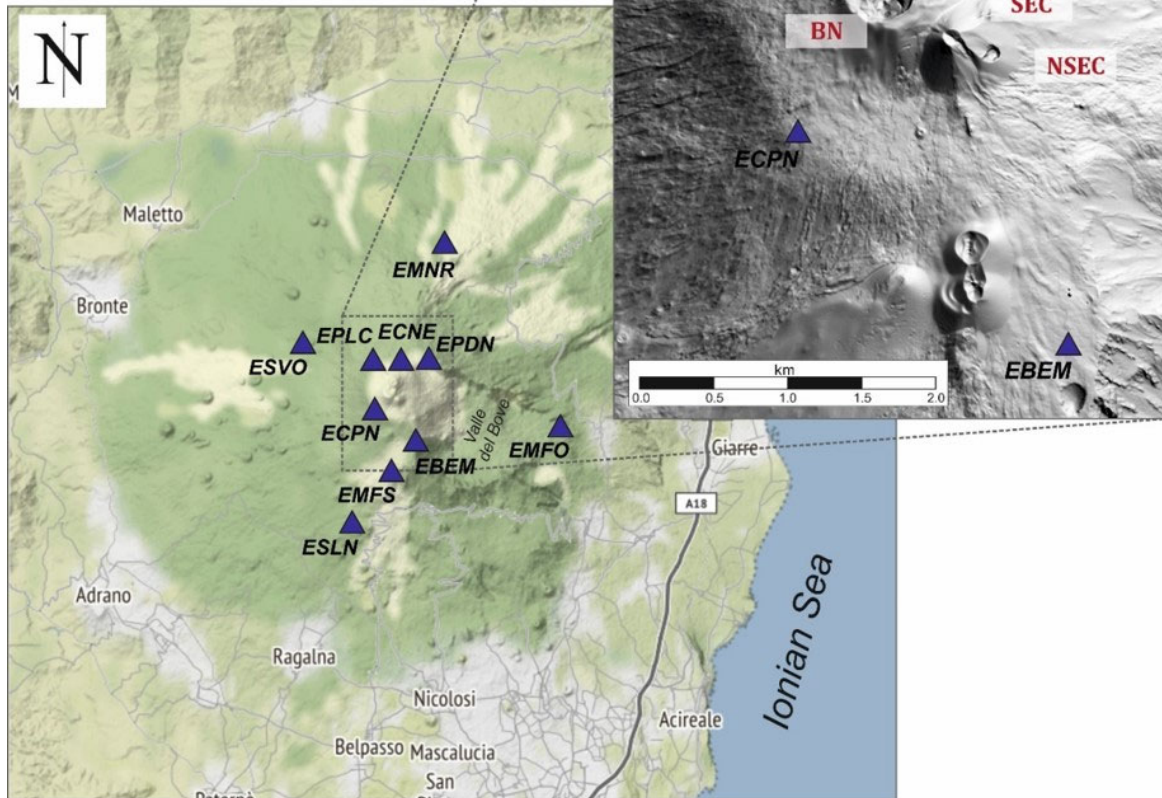 N
Maletto
Bronte
EMNR
EPLC
ECNE
EPDN
ESVO
ECPN
Valle
del Bove
EMFO
EBEM
EMFS
ESLN
Giarre
A18
Adrano
Ragalna
Nicolosi
Belpasso
Mascalucia
San
Acireale
Ionian Sea
SEC
BN
NSEC
ECPN
km
0.0 0.5 1.0 1.5 2.0
EBEM